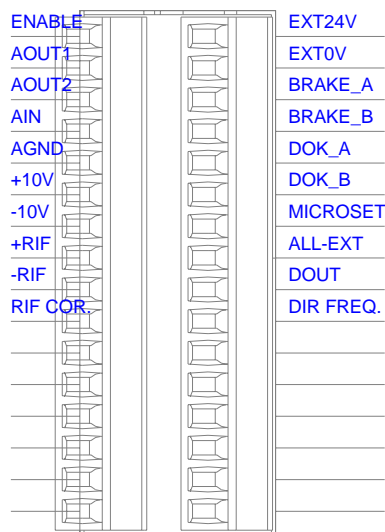 ENABLE
AOUT1
AOUT2
AIN
AGND
+10V
-10V
+RIF
-RIF
RIF COR.
EXT24V
EXT0V
BRAKE_A
BRAKE_B
DOK_A
DOK_B
MICROSET
ALL-EXT
DOUT
DIR FREQ.